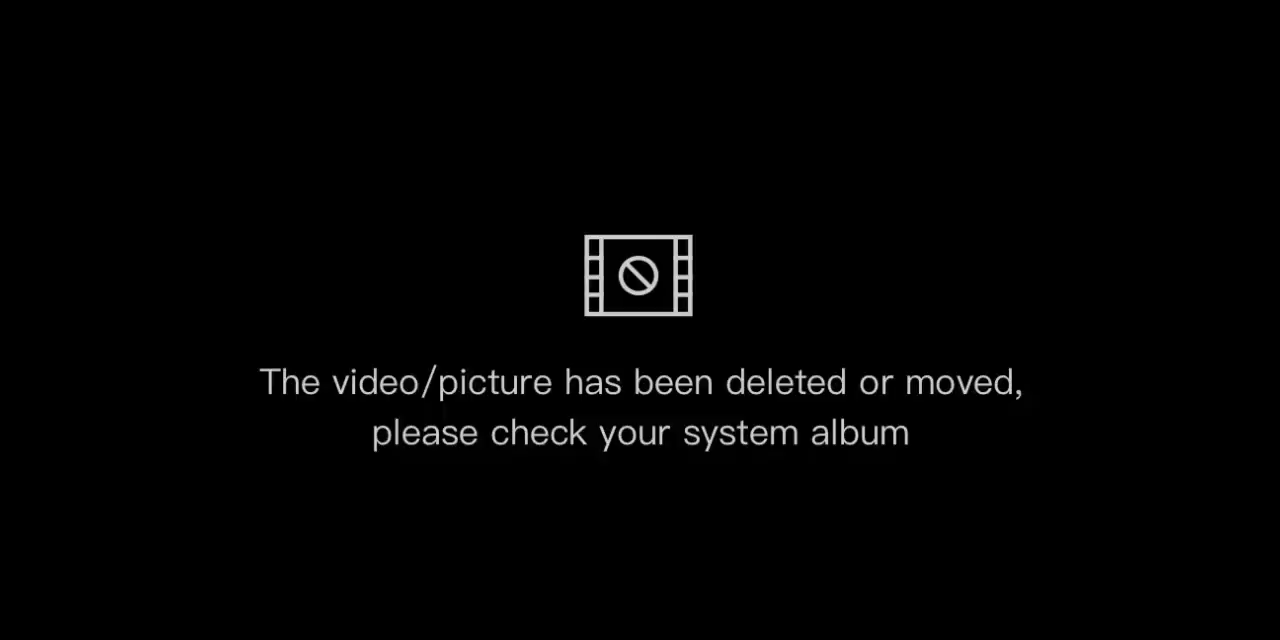 The video/picture has been deleted or moved,
please check your system album